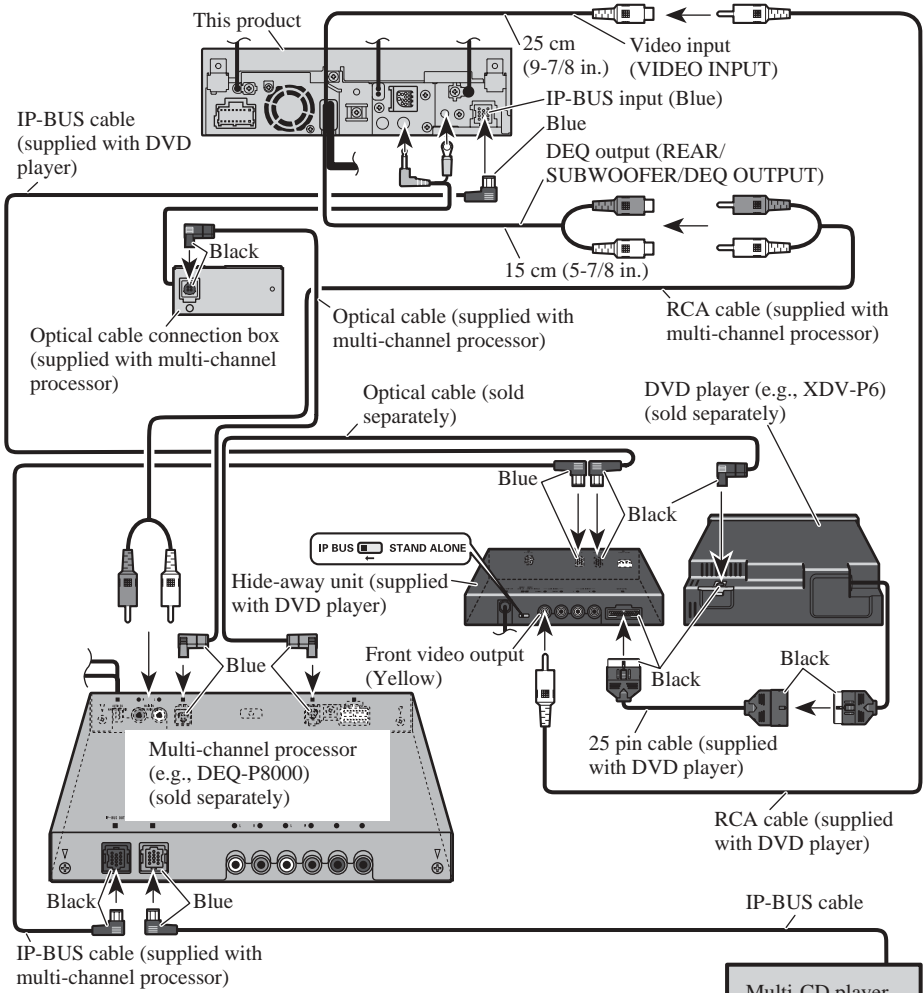 This product
25 cm
(9-7/8 in.)
Video input
(VIDEO INPUT)
IP-BUS input (Blue)
Blue
IP-BUS cable
(supplied with DVD
player)
DEQ output (REAR/
SUBWOOFER/DEQ OUTPUT)
Black
15 cm (5-7/8 in.)
Optical cable connection box
(supplied with multi-channel
processor)
Optical cable (supplied with
multi-channel processor)
RCA cable (supplied with
multi-channel processor)
Optical cable (sold
separately)
DVD player (e.g., XDV-P6)
(sold separately)
Blue
Black
IP BUS STAND ALONE
Hide-away unit (supplied
with DVD player)
Front video output
(Yellow)
Blue
Black
Black
25 pin cable (supplied
with DVD player)
Multi-channel processor
(e.g., DEQ-P8000)
(sold separately)
RCA cable (supplied
with DVD player)
Black
Blue
IP-BUS cable
IP-BUS cable (supplied with
multi-channel processor)
Multi-CD player